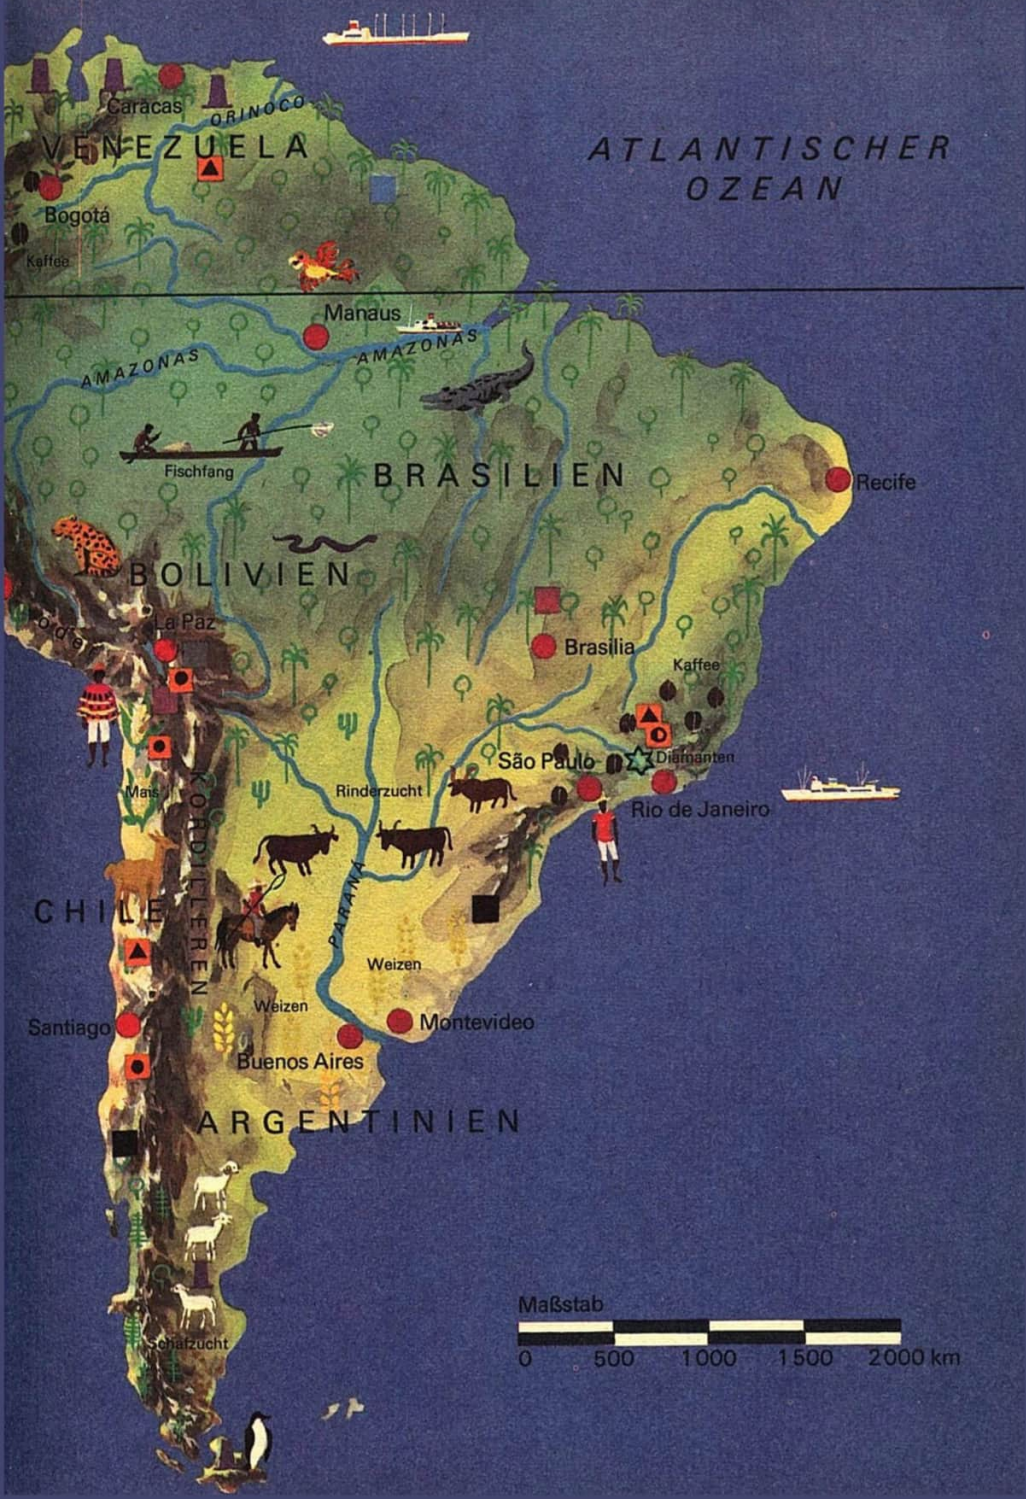 Carácas
ORINOCO
VENEZUELA
ATLANTISCHER
OZEAN
Bogotá
Kaffee
Manaus
AMAZONAS
AMAZONAS
Fischfang
BRASILIEN
Recife
BOLIVIEN
La Paz
Brasilia
Kaffee
São Paulo
Diamanten
Mais
Rinderzucht
Rio de Janeiro
KORDILLEREN
PARANÁ
CHILE
Weizen
Weizen
Santiago
Montevideo
Buenos Aires
ARGENTINIEN
Maßstab
0 500 1000 1500 2000 km
Schafzucht